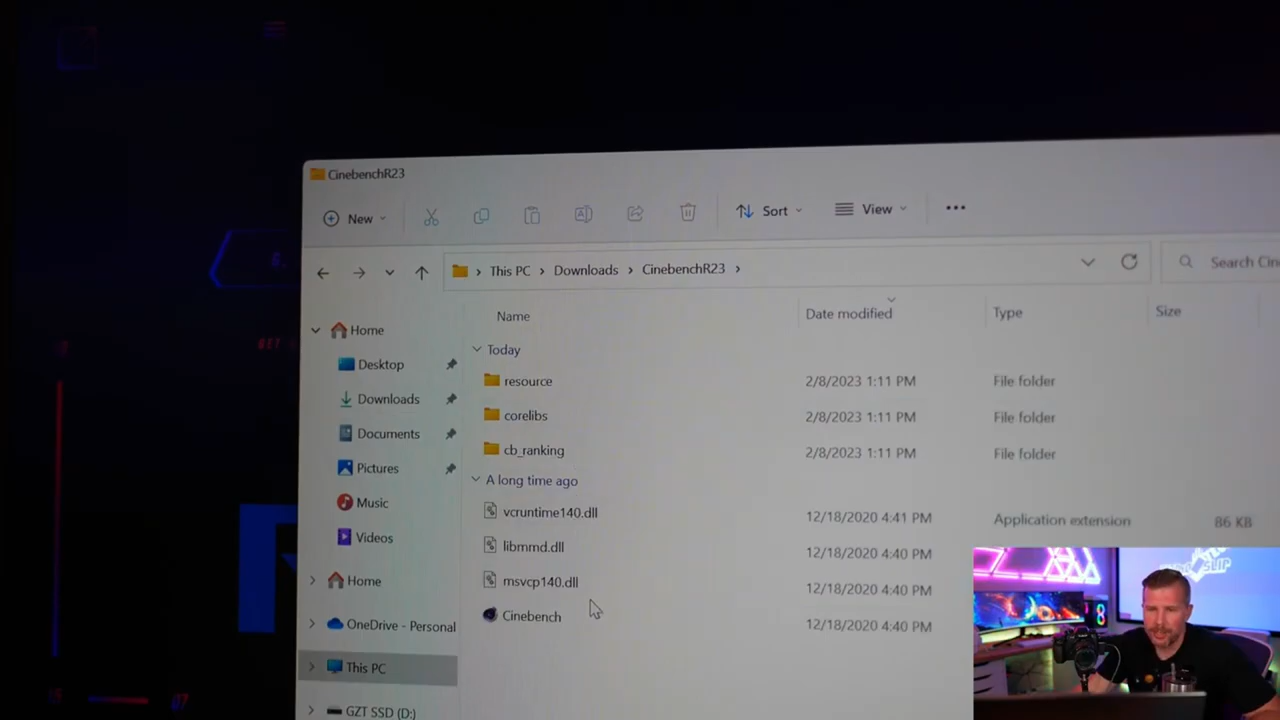 CinebenchR23
New
Sort
View
This PC > Downloads > CinebenchR23 >
Search Cin
Name
Date modified
Type
Size
Home
Today
Desktop
resource
2/8/2023 1:11 PM
File folder
Downloads
corelibs
2/8/2023 1:11 PM
File folder
Documents
cb_ranking
2/8/2023 1:11 PM
File folder
Pictures
A long time ago
Music
vcruntime140.dll
12/18/2020 4:41 PM
Application extension
86 KB
Videos
libmmd.dll
12/18/2020 4:40 PM
Home
msvcp140.dll
12/18/2020 4:40 PM
OneDrive - Personal
Cinebench
12/18/2020 4:40 PM
This PC
GZT SSD (D:)